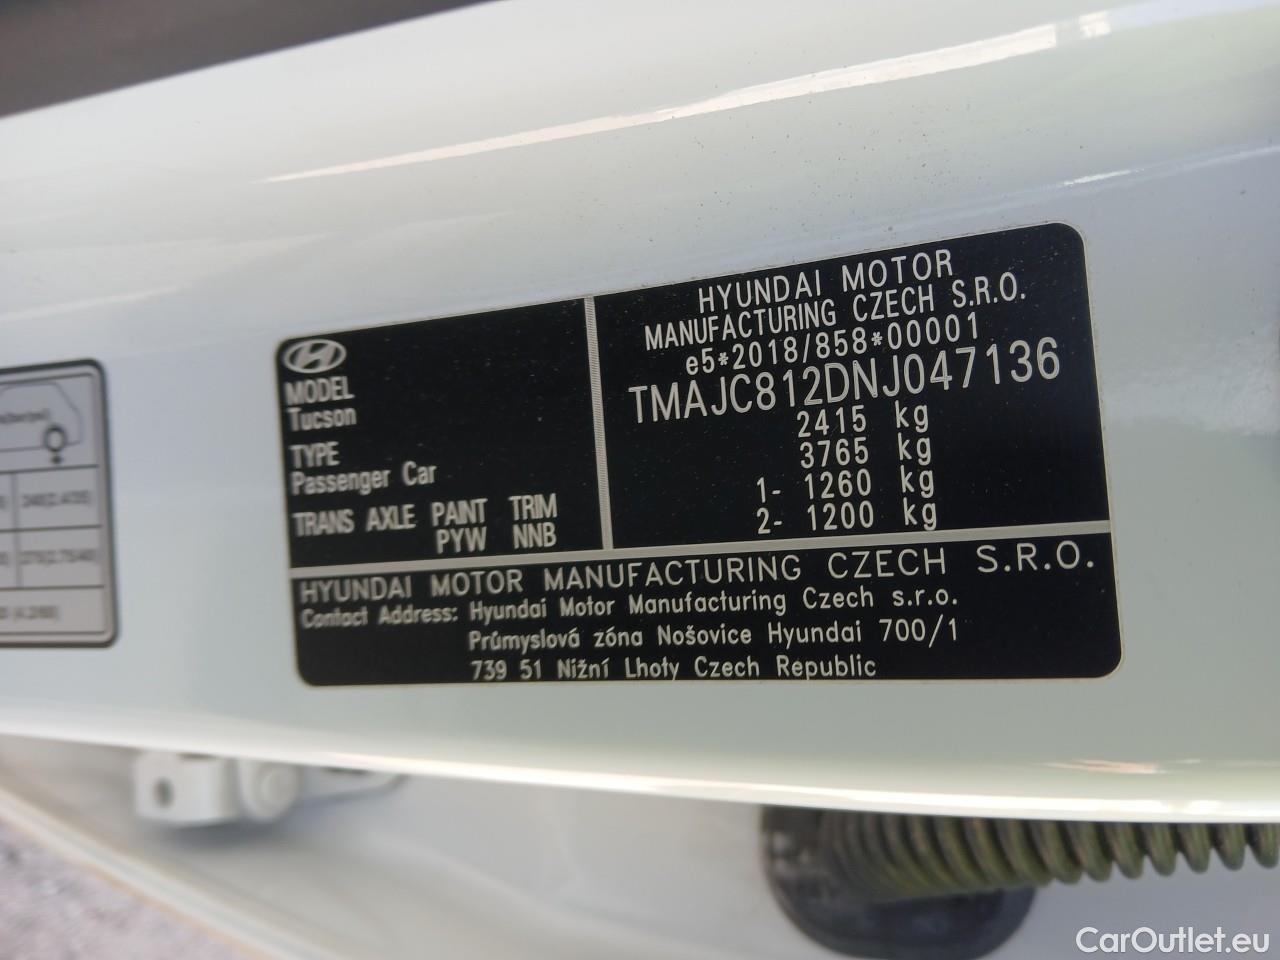 MODEL
Tucson
TYPE
Passenger Car
TRANS AXLE PAINT TRIM
PYW NNB
HYUNDAI MOTOR
MANUFACTURING CZECH S.R.O.
e5*2018/858*00001
TMAJC812DNJ047136
2415 kg
3765 kg
1- 1260 kg
2- 1200 kg
HYUNDAI MOTOR MANUFACTURING CZECH S.R.O.
Contact Address: Hyundai Motor Manufacturing Czech s.r.o.
Průmyslová zóna Nošovice Hyundai 700/1
739 51 Nižní Lhoty Czech Republic
CarOutlet.eu